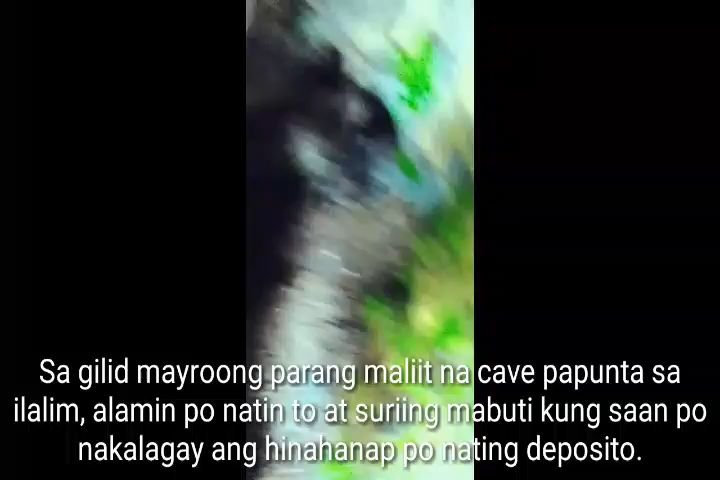 Sa gilid mayroong parang maliit na cave papunta sa
ilalim, alamin po natin to at suriing mabuti kung saan po
nakalagay ang hinahanap po nating deposito.